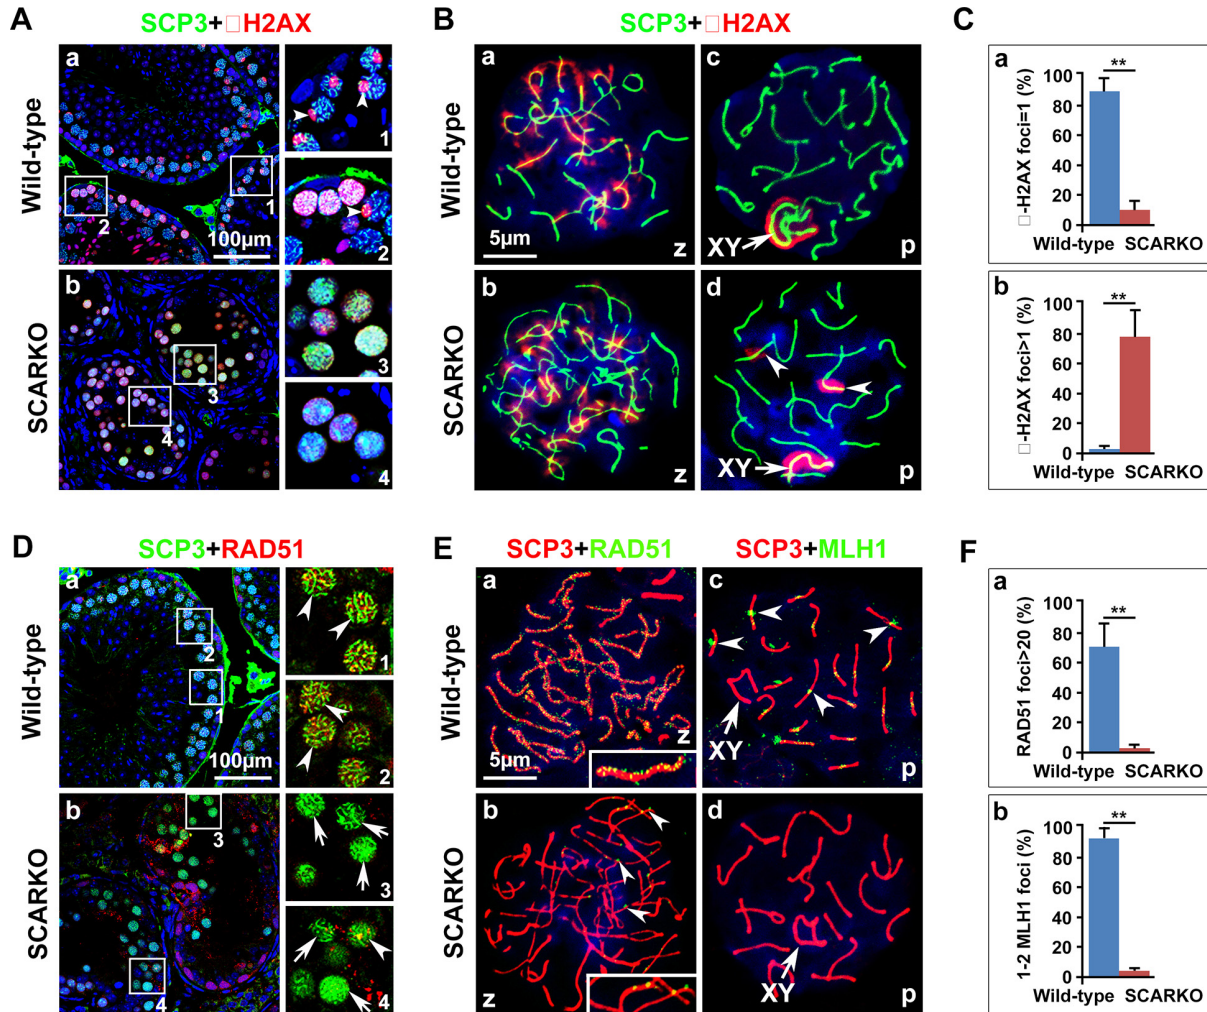 A
SCP3+□H2AX
Wild-type
SCARKO
a
1
2
100μm
1
2
b
3
4
3
4
B
SCP3+□H2AX
Wild-type
SCARKO
a
5μm
z
c
XY
p
b
z
d
XY
p
C
a
□-H2AX foci=1 (%)
100
80
60
40
20
0
**
Wild-type SCARKO
b
□-H2AX foci>1 (%)
100
80
60
40
20
0
**
Wild-type SCARKO
D
SCP3+RAD51
Wild-type
SCARKO
a
2
1
100μm
1
2
b
3
4
3
4
E
SCP3+RAD51
SCP3+MLH1
Wild-type
SCARKO
a
5μm
z
c
XY
p
b
z
d
XY
p
F
a
RAD51 foci>20 (%)
100
80
60
40
20
0
**
Wild-type SCARKO
b
1-2 MLH1 foci (%)
100
80
60
40
20
0
**
Wild-type SCARKO